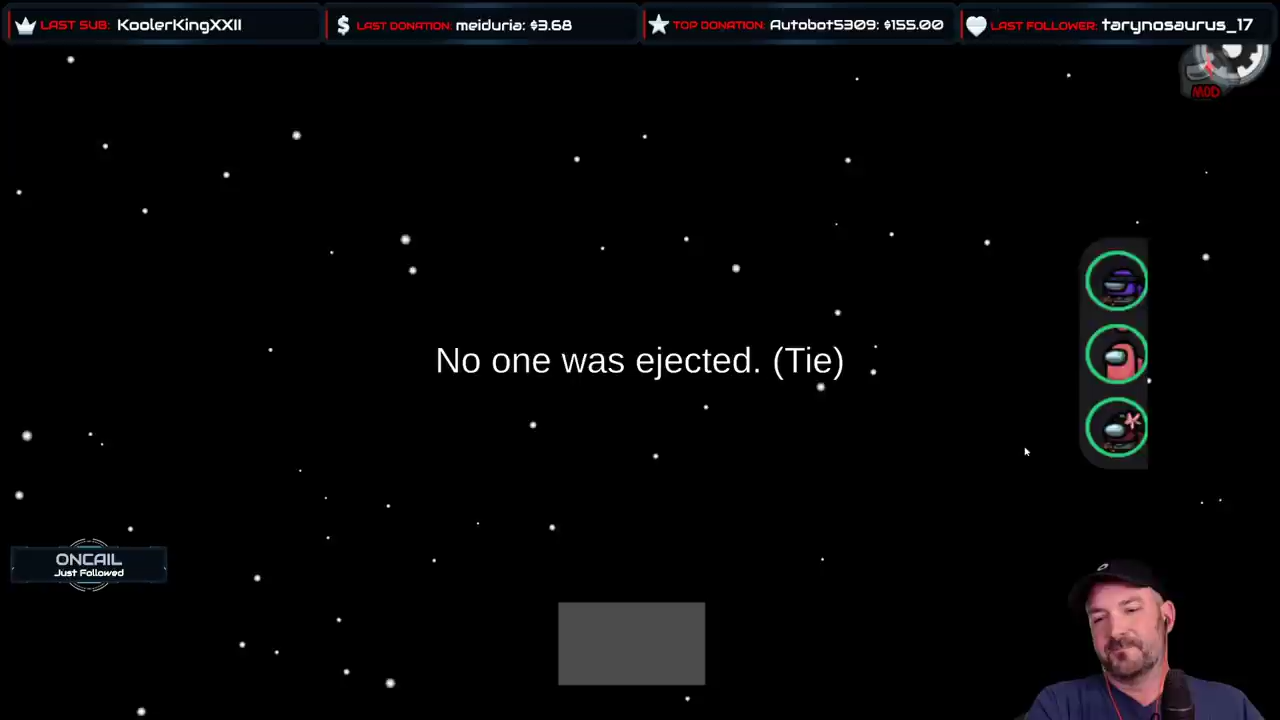 LAST SUB: KoolerKingXXII
LAST DONATION: meiduria: $3.68
TOP DONATION: Autobot5309: $155.00
LAST FOLLOWER: tarynosaurus_17
MOD
No one was ejected. (Tie)
ONCAIL
Just Followed